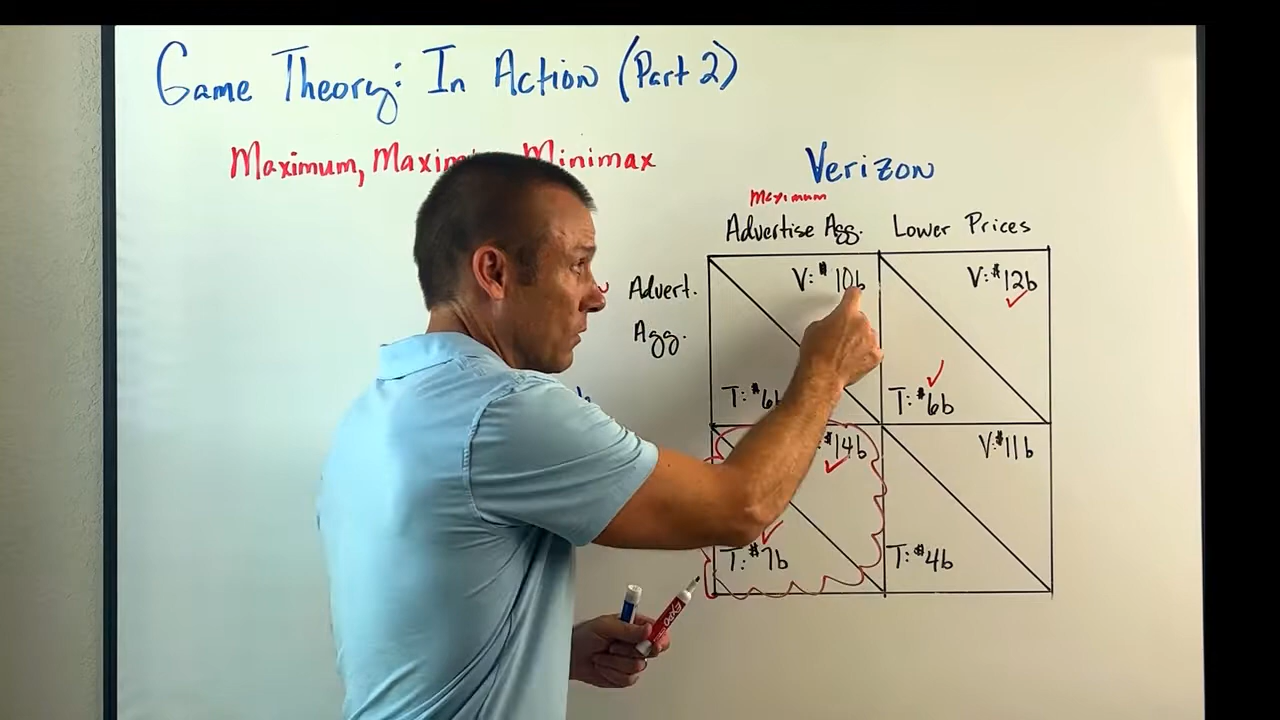 Game Theory: In Action (Part 2)
Maximum, Minimax
Verizon
Maximum
Advertise Agg. Lower Prices
Advert.
Agg.
V: $10b
V: $12b
T: $6b
T: $6b
$14b
V: $11b
T: $7b
T: $4b
EXPO